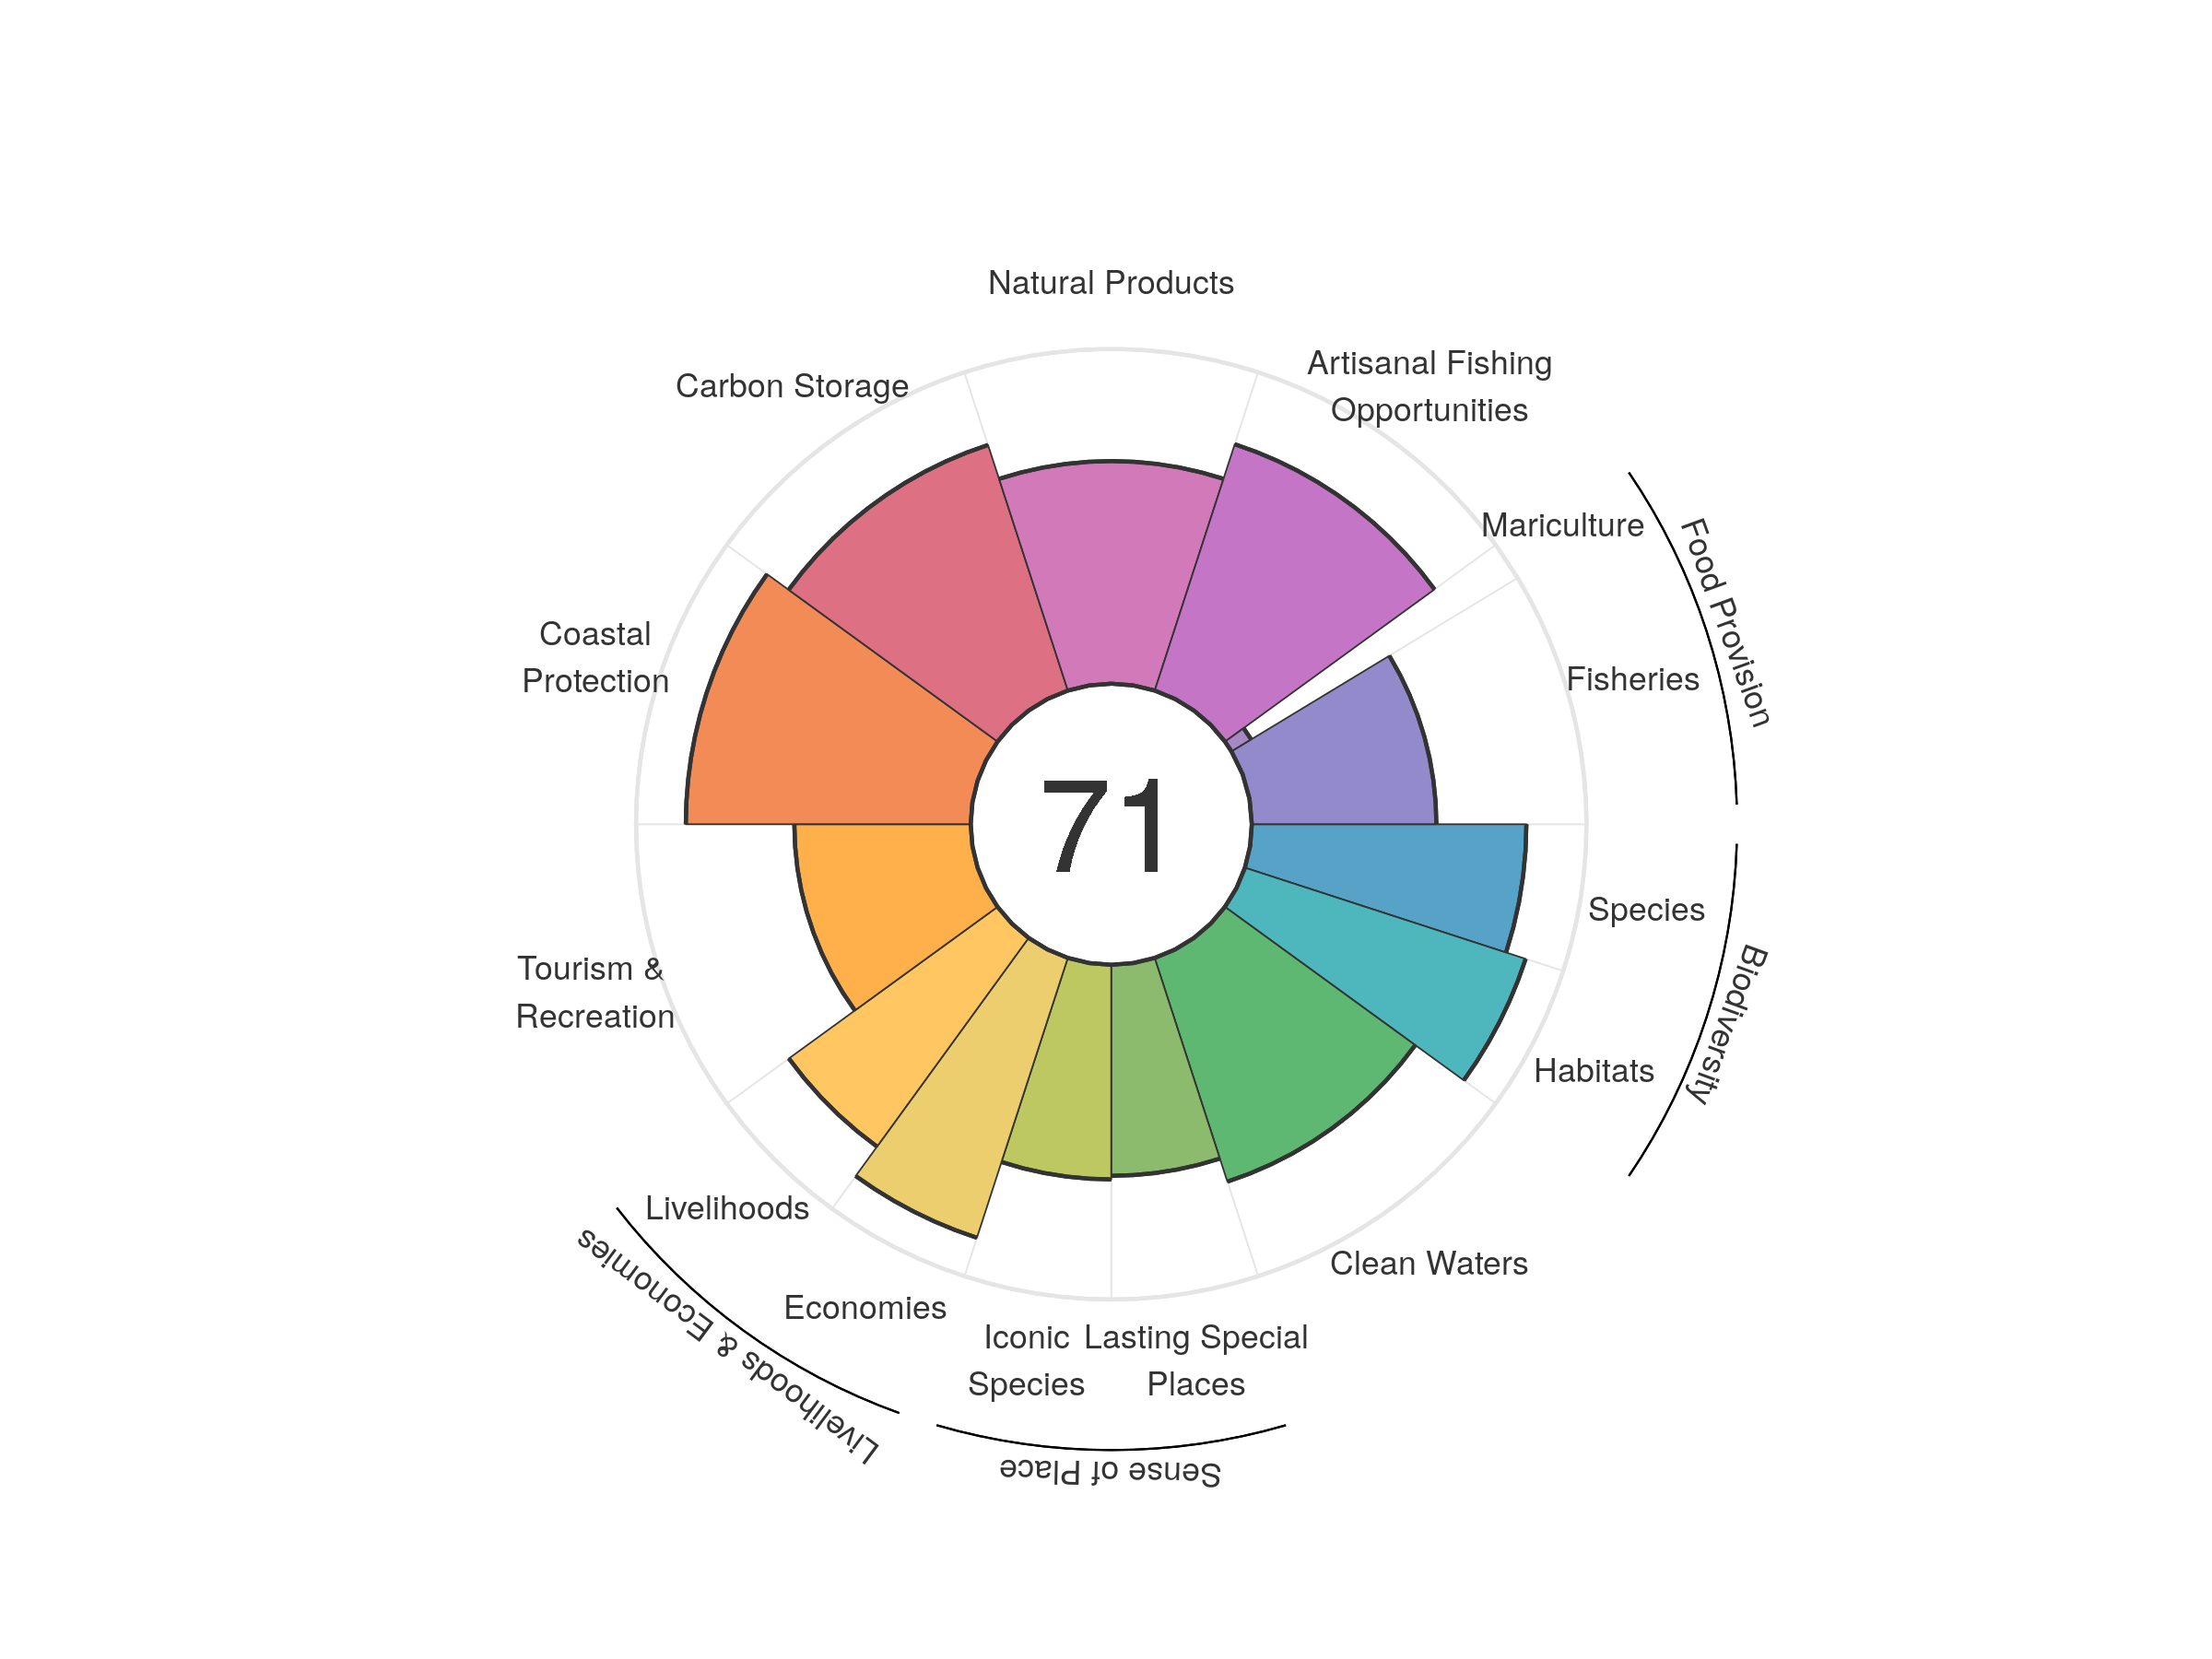 Natural Products
Artisanal Fishing
Opportunities
Carbon Storage
Mariculture
Food Provision
Coastal
Protection
Fisheries
71
Species
Biodiversity
Tourism &
Recreation
Habitats
Livelihoods
Clean Waters
Livelihoods & Economies
Economies
Iconic
Species
Lasting Special
Places
Sense of Place